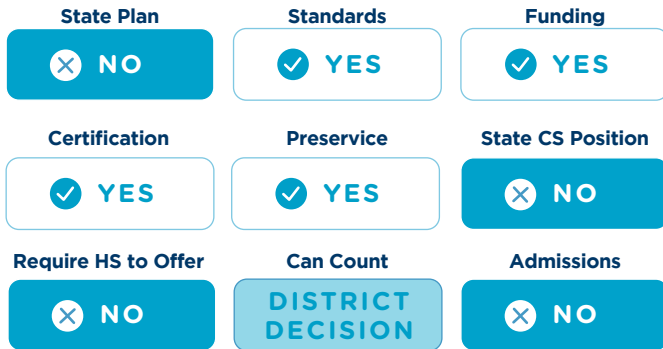 State Plan
Standards
Funding
NO
YES
YES
Certification
Preservice
State CS Position
YES
YES
NO
Require HS to Offer
Can Count
Admissions
NO
DISTRICT
DECISION
NO